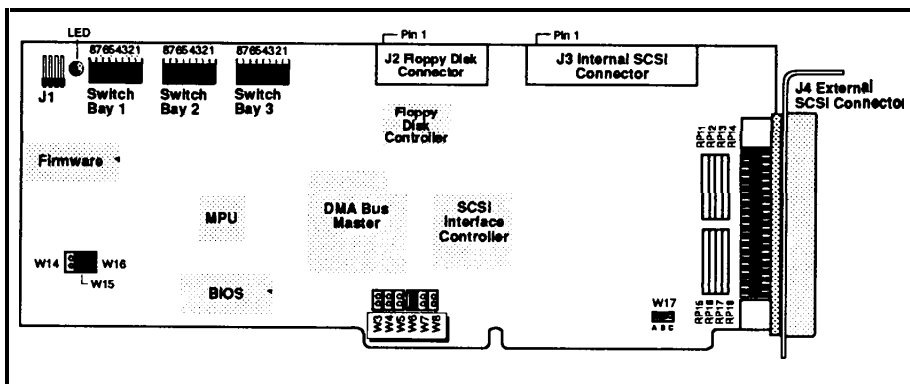 LED
Pin 1
Pin 1
87654321
87654321
87654321
J2 Floppy Disk
Connector
J3 Internal SCSI
Connector
J1
Switch
Bay 1
Switch
Bay 2
Switch
Bay 3
J4 External
SCSI Connector
Floppy
Disk
Controller
RP11
RP12
RP13
RP14
Firmware
MPU
DMA Bus
Master
SCSI
Interface
Controller
W14
W16
W15
BIOS
W3
W4
W5
W6
W7
W8
W17
A B C
RP15
RP16
RP17
RP18